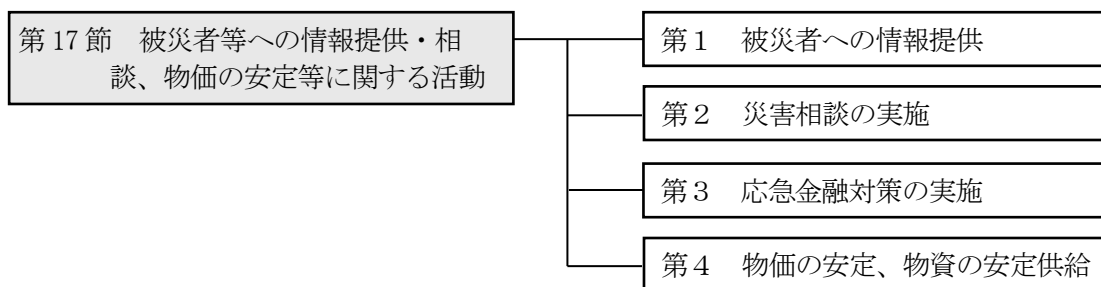 第17節　被災者等への情報提供・相
談、物価の安定等に関する活動
第１　被災者への情報提供
第２　災害相談の実施
第３　応急金融対策の実施
第４　物価の安定、物資の安定供給